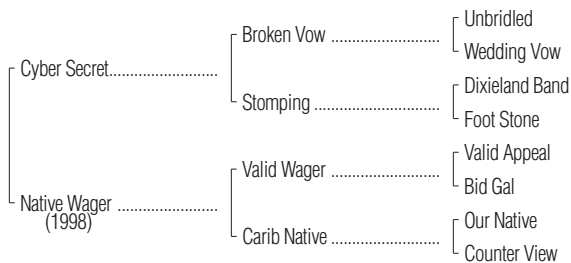 Unbridled
Broken Vow
Wedding Vow
Cyber Secret
Dixieland Band
Stomping
Foot Stone
Valid Appeal
Valid Wager
Bid Gal
Native Wager
(1998)
Our Native
Carib Native
Counter View